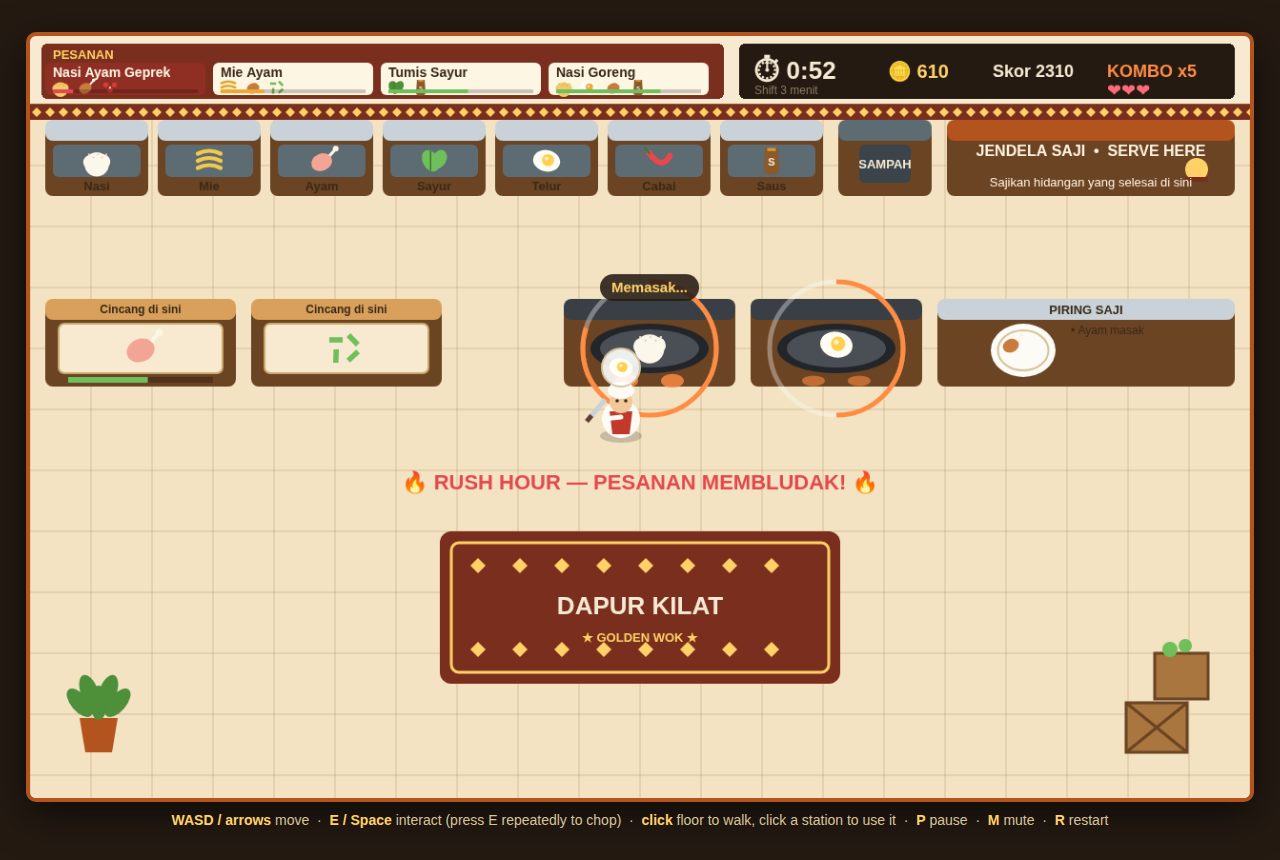 PESANAN
Nasi Ayam Geprek
Mie Ayam
Tumis Sayur
Nasi Goreng
0:52
Shift 3 menit
610
Skor 2310
KOMBO x5
Nasi
Mie
Ayam
Sayur
Telur
Cabai
S
Saus
SAMPAH
JENDELA SAJI • SERVE HERE
Sajikan hidangan yang selesai di sini
Cincang di sini
Cincang di sini
Memasak...
PIRING SAJI
• Ayam masak
🔥 RUSH HOUR — PESANAN MEMBLUDAK! 🔥
DAPUR KILAT
★ GOLDEN WOK ★
WASD / arrows move · E / Space interact (press E repeatedly to chop) · click floor to walk, click a station to use it · P pause · M mute · R restart